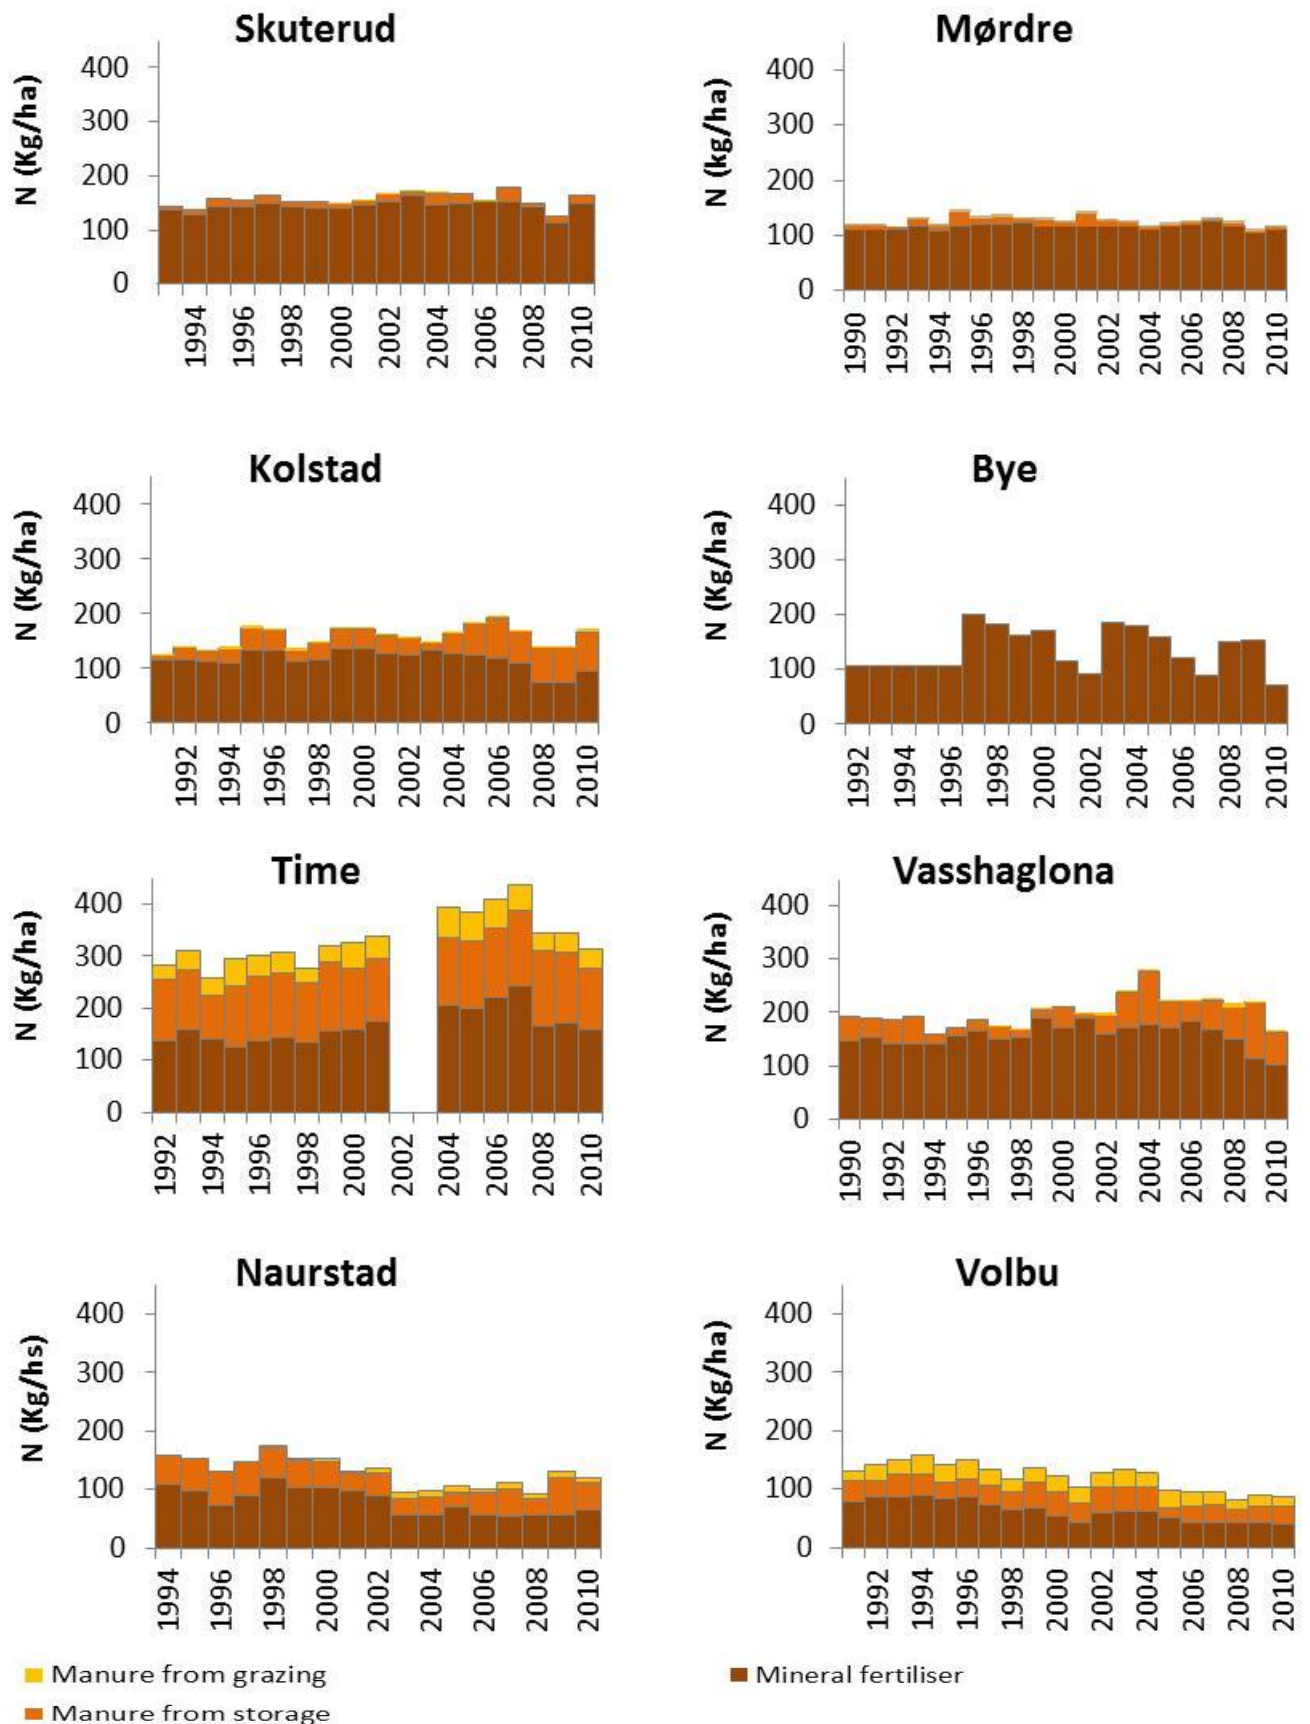 Skuterud
N (Kg/ha)
400
300
200
100
0
1994 1996 1998 2000 2002 2004 2006 2008 2010
Mørdre
N (kg/ha)
400
300
200
100
0
1990 1992 1994 1996 1998 2000 2002 2004 2006 2008 2010
Kolstad
N (Kg/ha)
400
300
200
100
0
1992 1994 1996 1998 2000 2002 2004 2006 2008 2010
Bye
N (Kg/ha)
400
300
200
100
0
1992 1994 1996 1998 2000 2002 2004 2006 2008 2010
Time
N (Kg/ha)
400
300
200
100
0
1992 1994 1996 1998 2000 2002 2004 2006 2008 2010
Vasshaglona
N (Kg/ha)
400
300
200
100
0
1990 1992 1994 1996 1998 2000 2002 2004 2006 2008 2010
Naurstad
N (Kg/hs)
400
300
200
100
0
1994 1996 1998 2000 2002 2004 2006 2008 2010
Volbu
N (Kg/ha)
400
300
200
100
0
1992 1994 1996 1998 2000 2002 2004 2006 2008 2010
Manure from grazing
Mineral fertiliser
Manure from storage